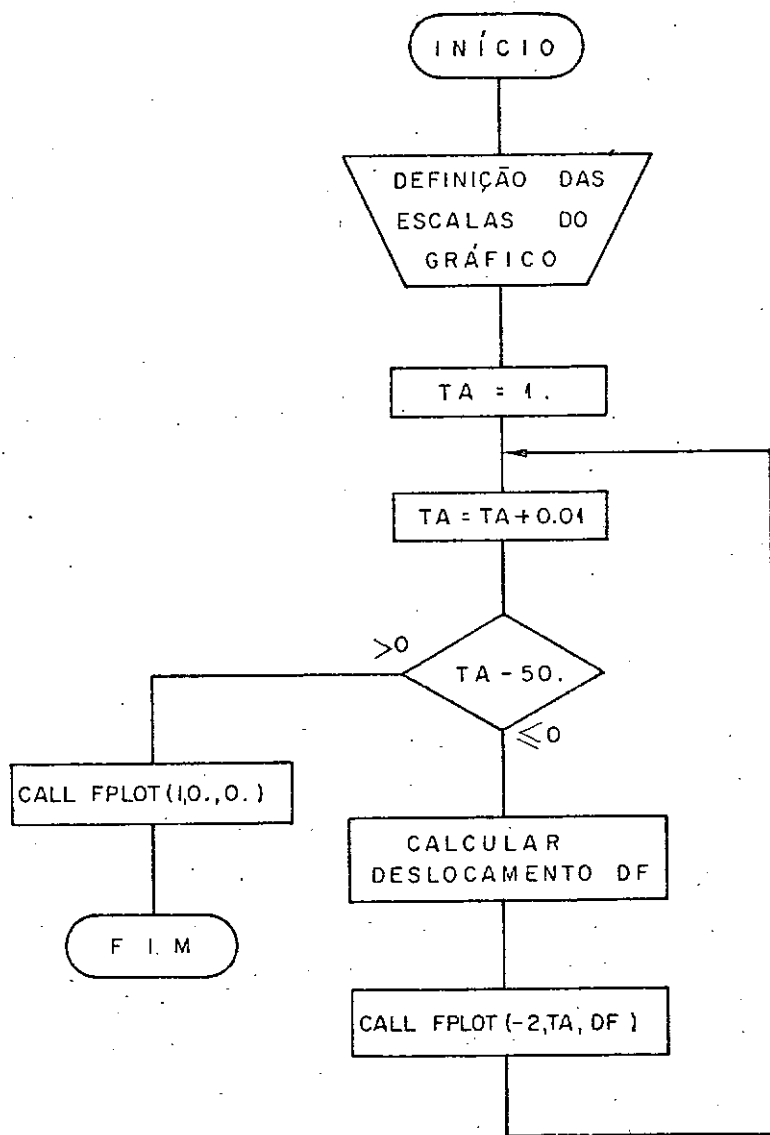 INÍCIO
DEFINIÇÃO DAS
ESCALAS DO
GRÁFICO
TA = 1.
TA = TA + 0.01
>0
TA - 50.
≤0
CALL FPLOT(1,0.,0.)
CALCULAR
DESLOCAMENTO DF
FIM
CALL FPLOT(-2,TA,DF)